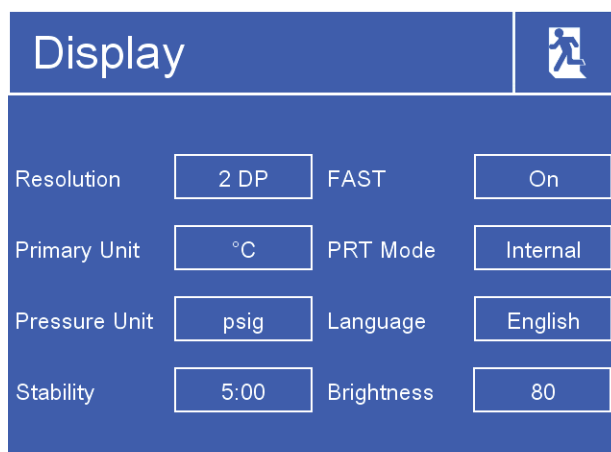 Display
Resolution 2 DP FAST On
Primary Unit °C PRT Mode Internal
Pressure Unit psig Language English
Stability 5:00 Brightness 80